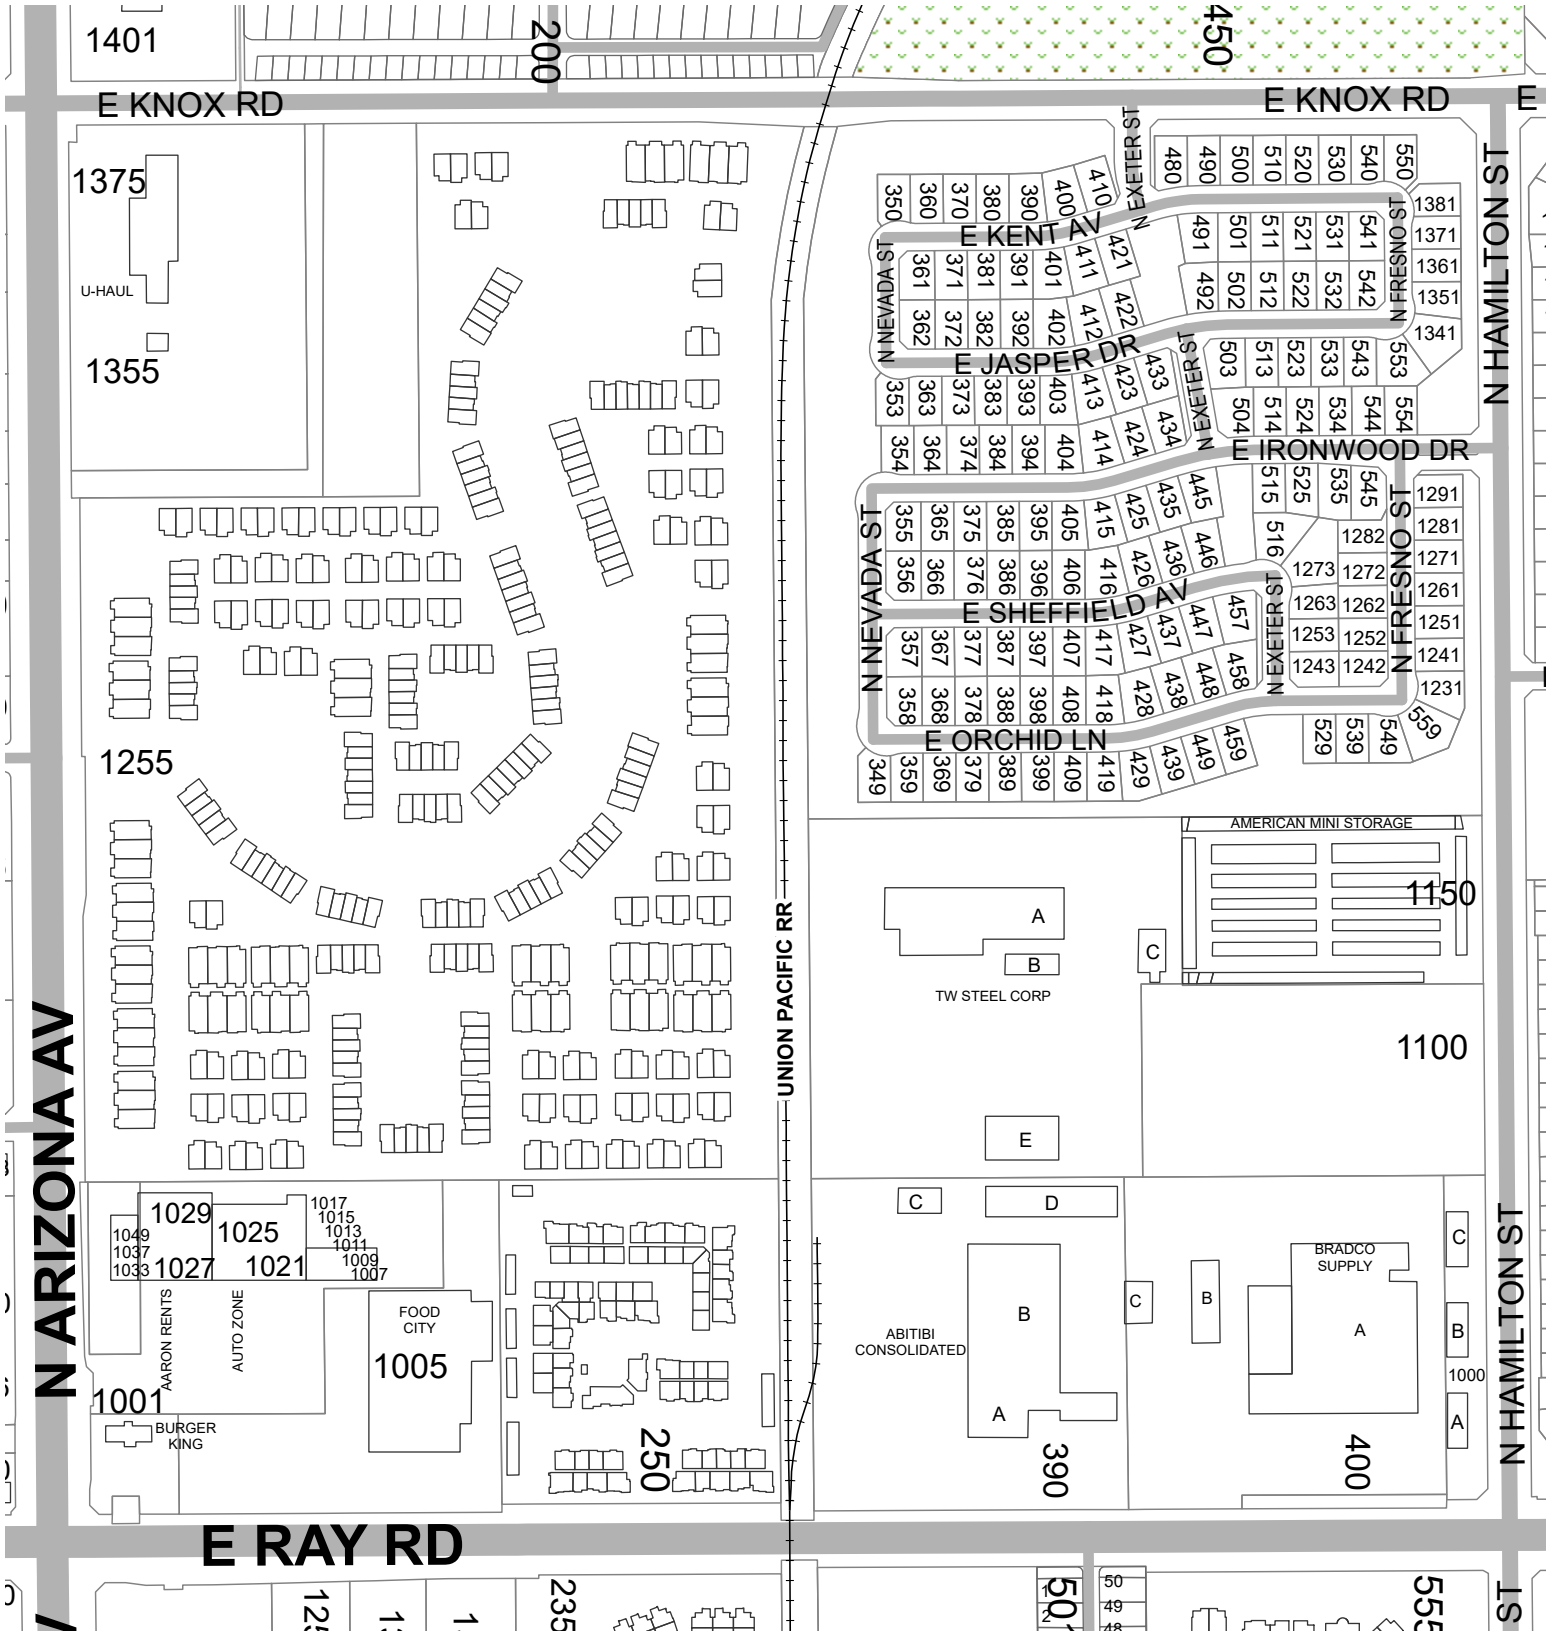 1401
200
450
E KNOX RD
E KNOX RD
E
1375
U-HAUL
1355
N EXETER ST
480 490 500 510 520 530 540 550
350 360 370 380 390 400 410
E KENT AV
N FRESNO ST
N HAMILTON ST
1381
1371
1361
1351
1341
491 501 511 521 531 541
N NEVADA ST
361 371 381 391 401 411 421
492 502 512 522 532 542
362 372 382 392 402 412 422
E JASPER DR
N EXETER ST
503 513 523 533 543 553
353 363 373 383 393 403 413 423 433
504 514 524 534 544 554
354 364 374 384 394 404 414 424 434
E IRONWOOD DR
515 525 535 545
N FRESNO ST
1291
1281
1271
1261
1251
1241
1231
N NEVADA ST
355 365 375 385 395 405 415 425 435 445
516
1282
1273 1272
1263 1262
1253 1252
1243 1242
356 366 376 386 396 406 416 426 436 446
E SHEFFIELD AV
N EXETER ST
357 367 377 387 397 407 417 427 437 447 457
358 368 378 388 398 408 418 428 438 448 458
E ORCHID LN
529 539 549 559
349 359 369 379 389 399 409 419 429 439 449 459
1255
AMERICAN MINI STORAGE
1150
A
B
C
TW STEEL CORP
UNION PACIFIC RR
1100
E
N ARIZONA AV
1029
1025
1027
1021
1049
1037
1033
1017
1015
1013
1011
1009
1007
AARON RENTS
AUTO ZONE
FOOD
CITY
1005
1001
BURGER
KING
250
C
D
B
A
ABITIBI
CONSOLIDATED
390
C
B
BRADCO
SUPPLY
A
400
C
B
1000
A
N HAMILTON ST
E RAY RD
235
50
50
49
555
ST